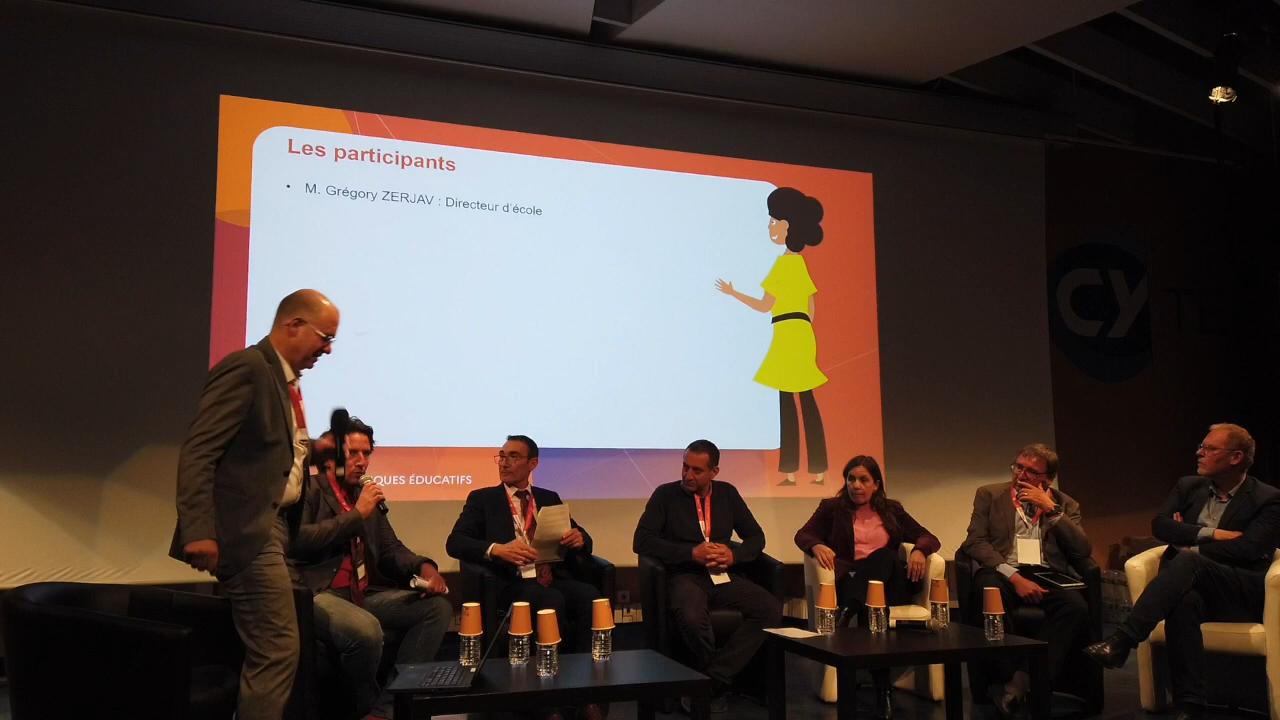 Les participants
• M. Grégory ZERJAV : Directeur d'école
QUES ÉDUCATIFS
CY